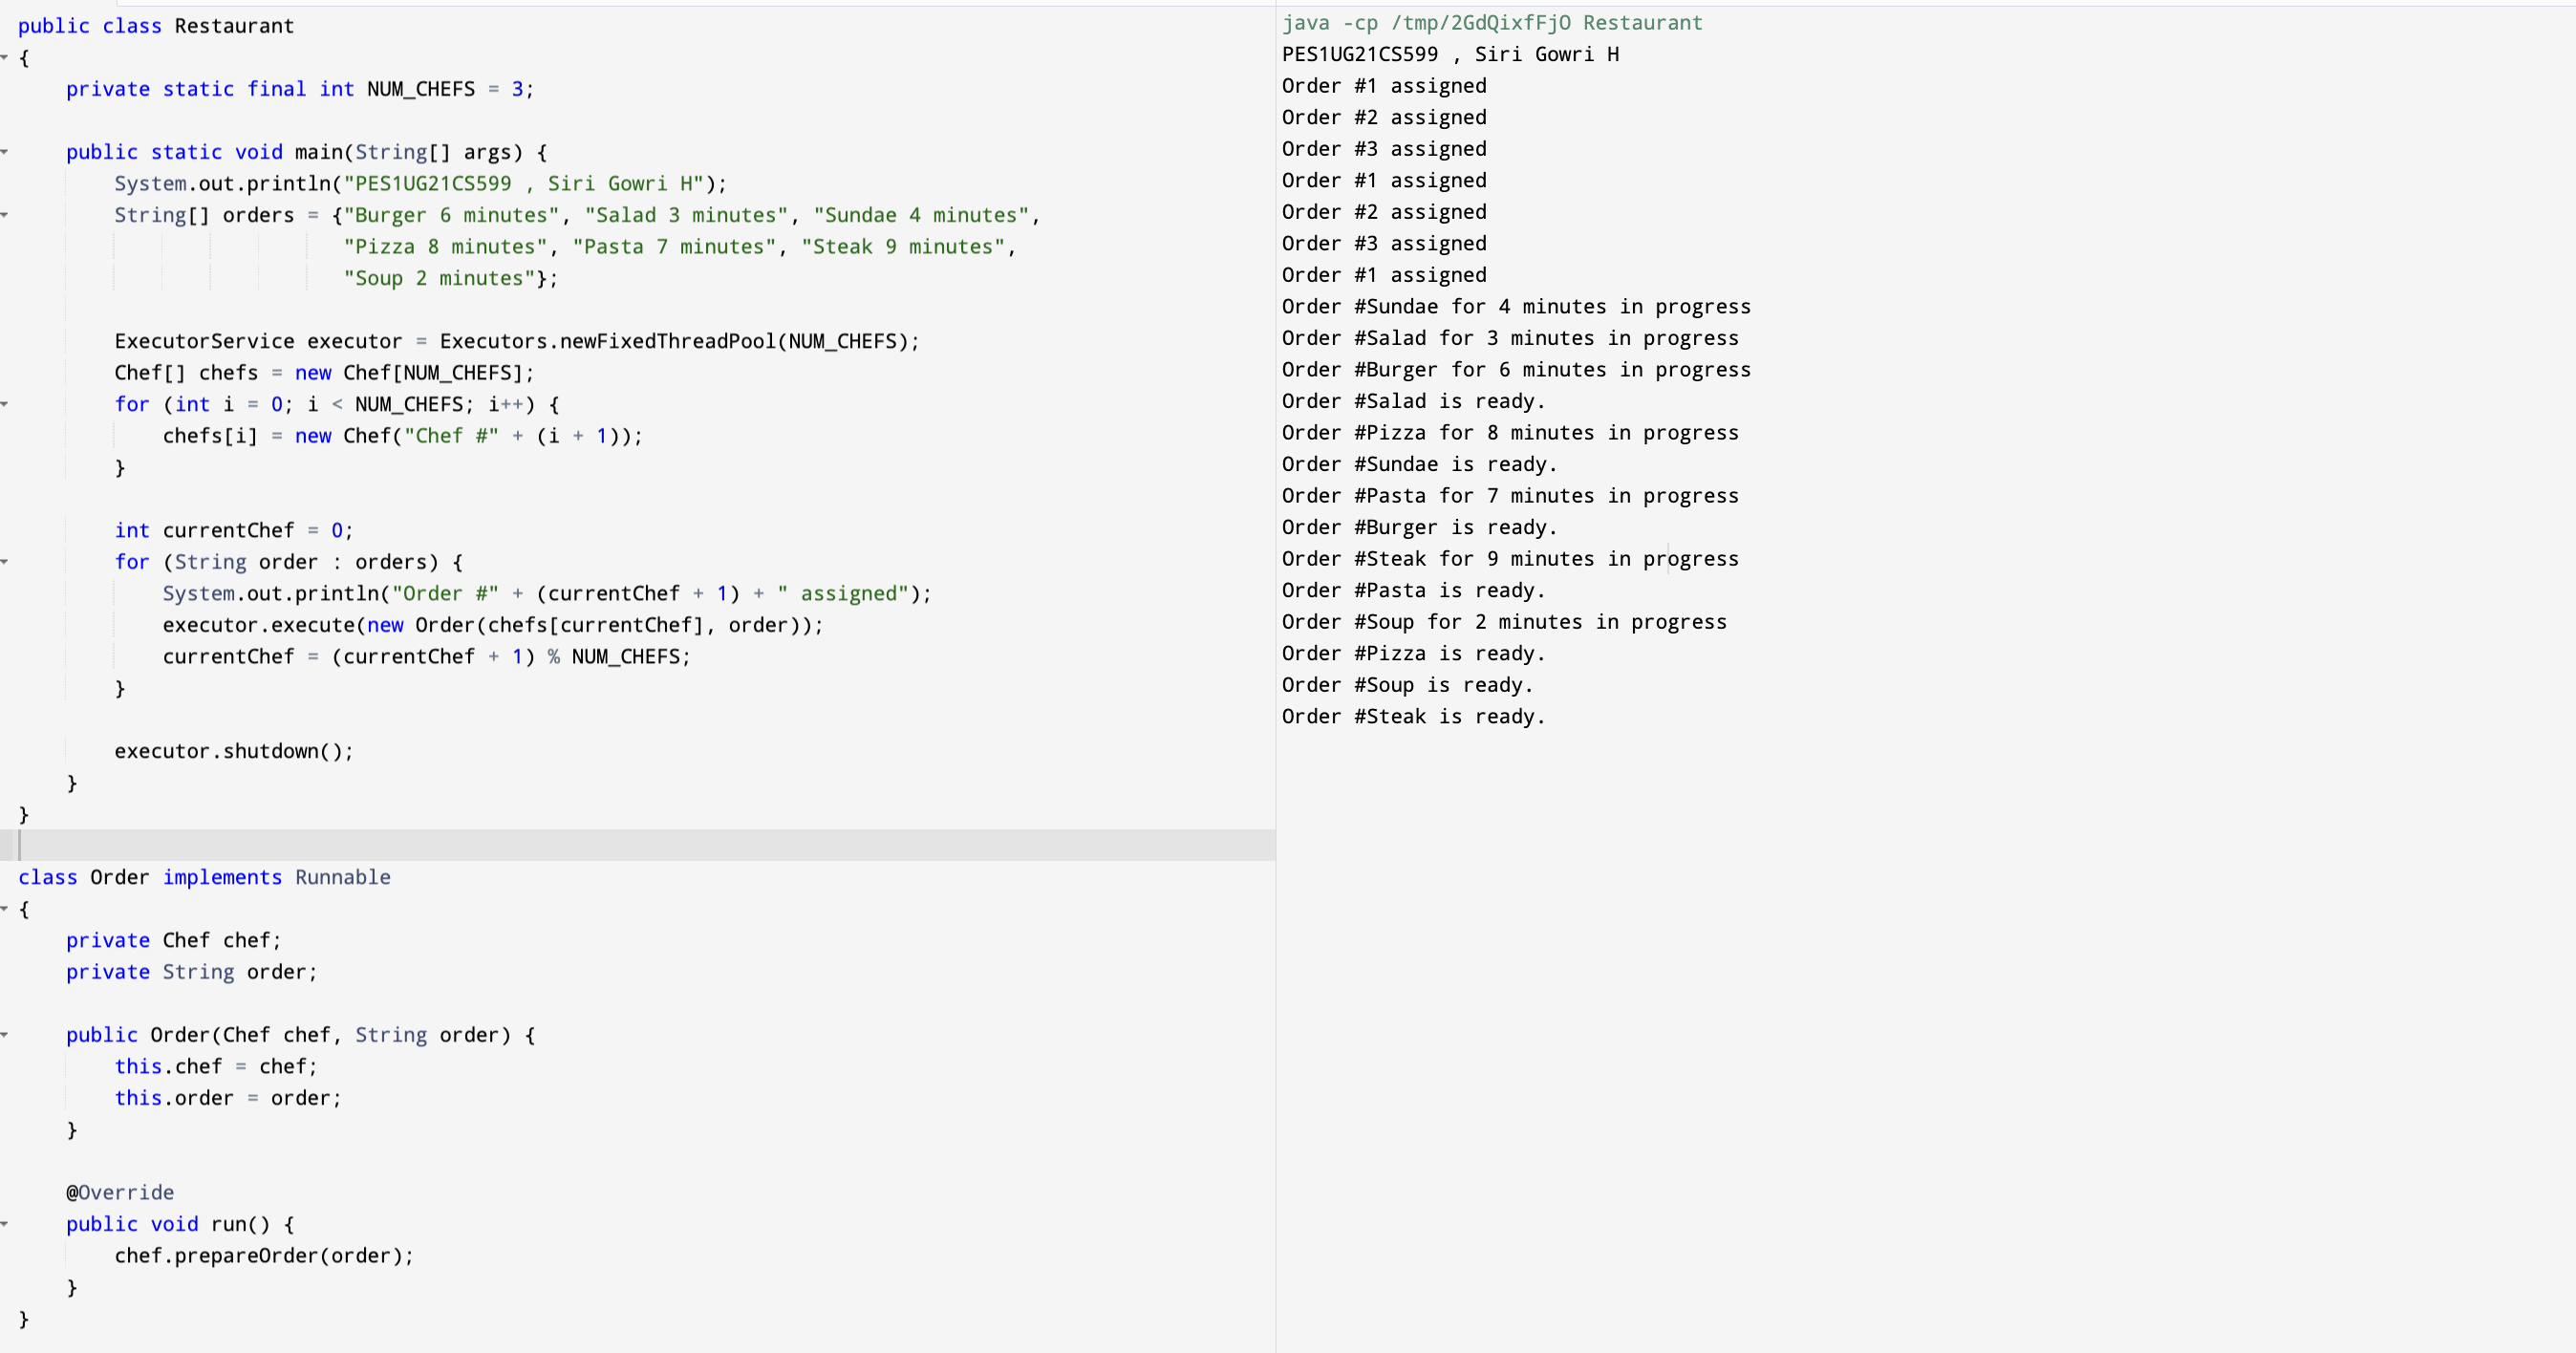 public class Restaurant
{
    private static final int NUM_CHEFS = 3;
    public static void main(String[] args) {
        System.out.println("PES1UG21CS599 , Siri Gowri H");
        String[] orders = {"Burger 6 minutes", "Salad 3 minutes", "Sundae 4 minutes",
                           "Pizza 8 minutes", "Pasta 7 minutes", "Steak 9 minutes",
                           "Soup 2 minutes"};
        ExecutorService executor = Executors.newFixedThreadPool(NUM_CHEFS);
        Chef[] chefs = new Chef[NUM_CHEFS];
        for (int i = 0; i < NUM_CHEFS; i++) {
            chefs[i] = new Chef("Chef #" + (i + 1));
        }
        int currentChef = 0;
        for (String order : orders) {
            System.out.println("Order #" + (currentChef + 1) + " assigned");
            executor.execute(new Order(chefs[currentChef], order));
            currentChef = (currentChef + 1) % NUM_CHEFS;
        }
        executor.shutdown();
    }
}
class Order implements Runnable
{
    private Chef chef;
    private String order;
    public Order(Chef chef, String order) {
        this.chef = chef;
        this.order = order;
    }
    @Override
    public void run() {
        chef.prepareOrder(order);
    }
}
java -cp /tmp/2GdQixfFjO Restaurant
PES1UG21CS599 , Siri Gowri H
Order #1 assigned
Order #2 assigned
Order #3 assigned
Order #1 assigned
Order #2 assigned
Order #3 assigned
Order #1 assigned
Order #Sundae for 4 minutes in progress
Order #Salad for 3 minutes in progress
Order #Burger for 6 minutes in progress
Order #Salad is ready.
Order #Pizza for 8 minutes in progress
Order #Sundae is ready.
Order #Pasta for 7 minutes in progress
Order #Burger is ready.
Order #Steak for 9 minutes in progress
Order #Pasta is ready.
Order #Soup for 2 minutes in progress
Order #Pizza is ready.
Order #Soup is ready.
Order #Steak is ready.